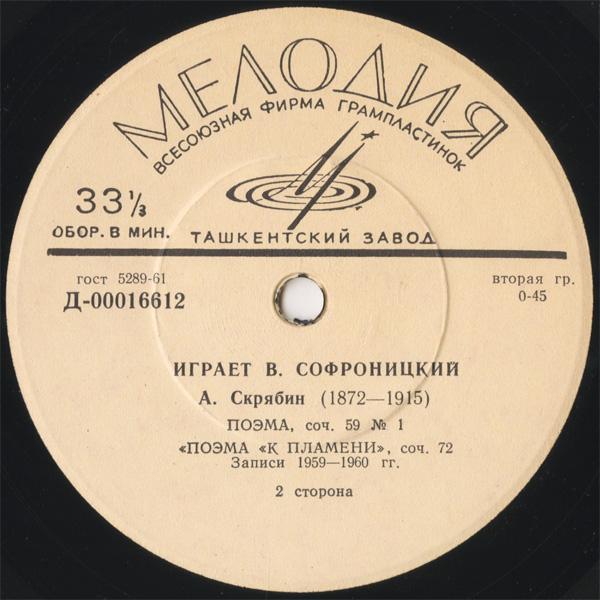 МЕЛОДИЯ
ВСЕСОЮЗНАЯ ФИРМА ГРАМПЛАСТИНОК
33⅓
ОБОР. В МИН. ТАШКЕНТСКИЙ ЗАВОД
гост 5289-61 вторая гр.
Д-00016612 0-45
ИГРАЕТ В. СОФРОНИЦКИЙ
А. Скрябин (1872—1915)
ПОЭМА, соч. 59 № 1
«ПОЭМА «К ПЛАМЕНИ», соч. 72
Записи 1959—1960 гг.
2 сторона